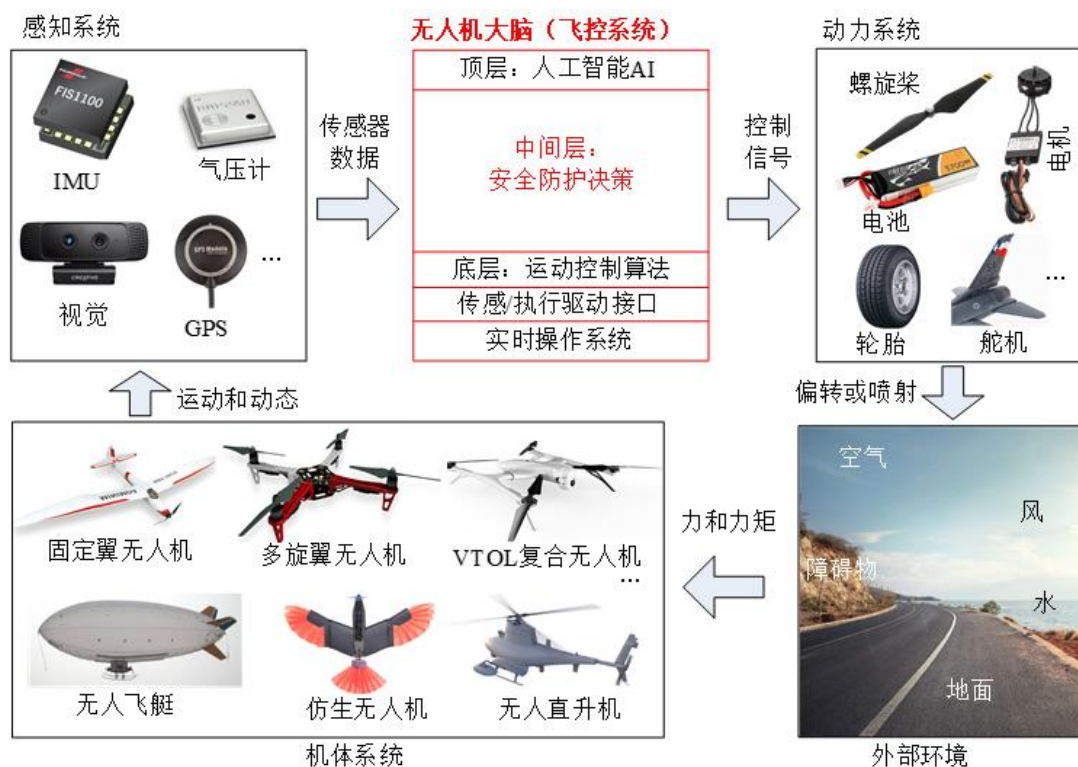 感知系统
无人机大脑（飞控系统）
动力系统
FIS1100
IMU
气压计
视觉
GPS
...
传感器
数据
顶层：人工智能AI
中间层：
安全防护决策
底层：运动控制算法
传感/执行驱动接口
实时操作系统
控制
信号
螺旋桨
电机
电池
轮胎
舵机
...
运动和动态
偏转或喷射
固定翼无人机
多旋翼无人机
VTOL复合无人机
...
无人飞艇
仿生无人机
无人直升机
力和力矩
空气
风
障碍物
水
地面
机体系统
外部环境